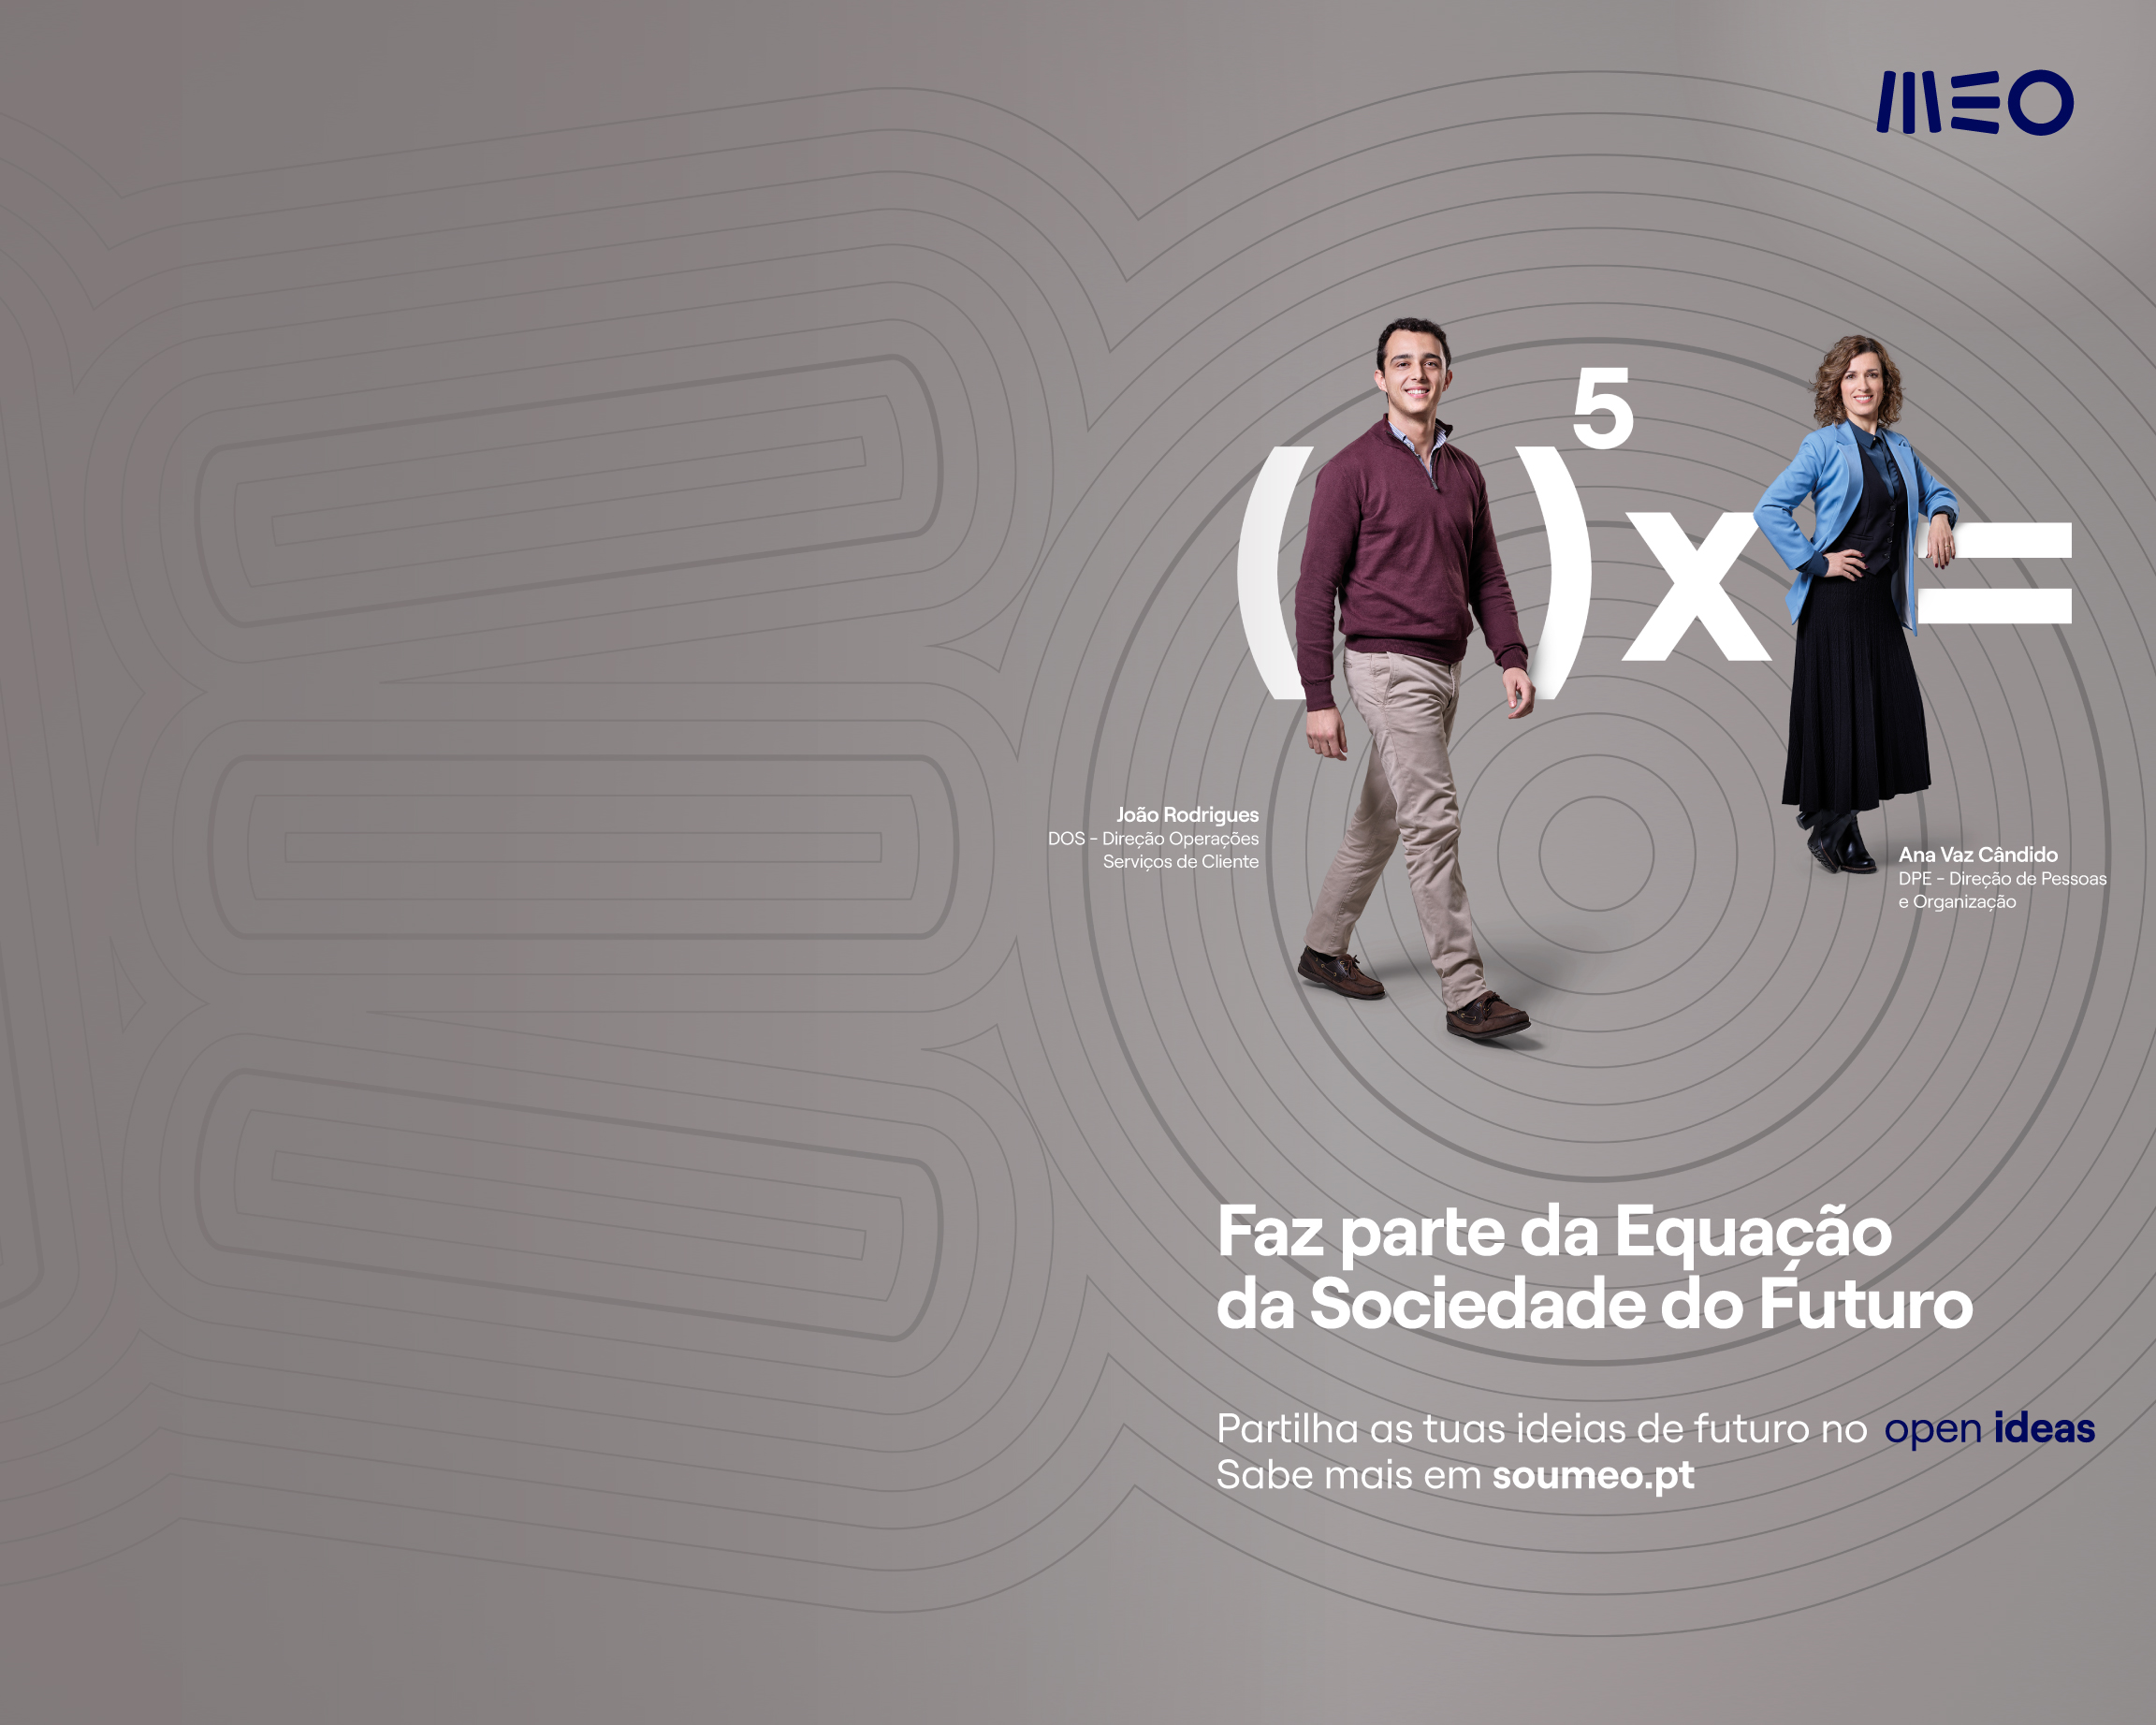 MEO
( )5 x =
João Rodrigues
DOS – Direção Operações
Serviços de Cliente
Ana Vaz Cândido
DPE – Direção de Pessoas
e Organização
Faz parte da Equação
da Sociedade do Futuro
Partilha as tuas ideias de futuro no open ideas
Sabe mais em soumeo.pt